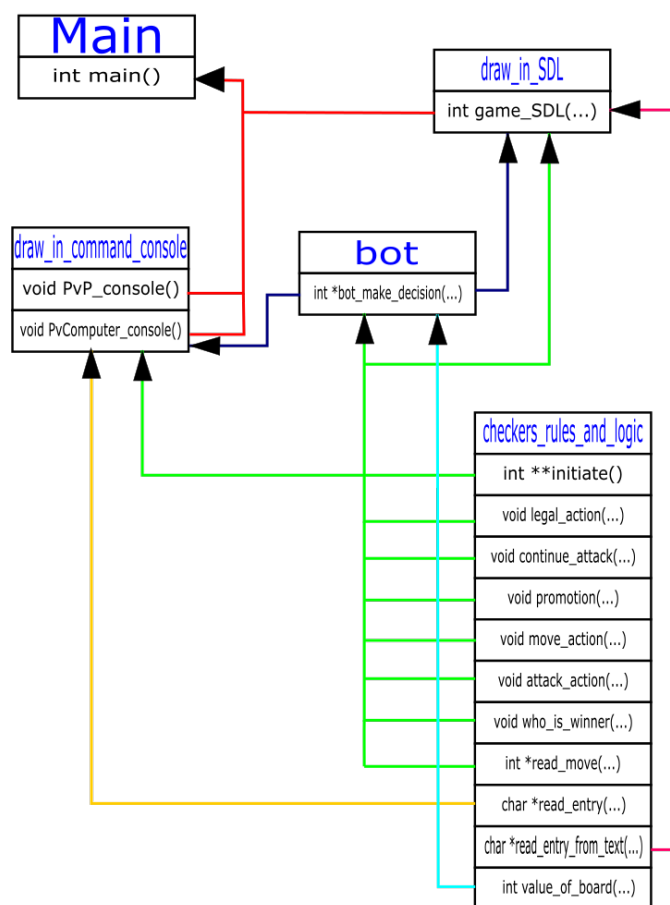 Main
int main()
draw_in_SDL
int game_SDL(...)
draw_in_command_console
void PvP_console()
void PvComputer_console()
bot
int *bot_make_decision(...)
checkers_rules_and_logic
int **initiate()
void legal_action(...)
void continue_attack(...)
void promotion(...)
void move_action(...)
void attack_action(...)
void who_is_winner(...)
int *read_move(...)
char *read_entry(...)
char *read_entry_from_text(...)
int value_of_board(...)